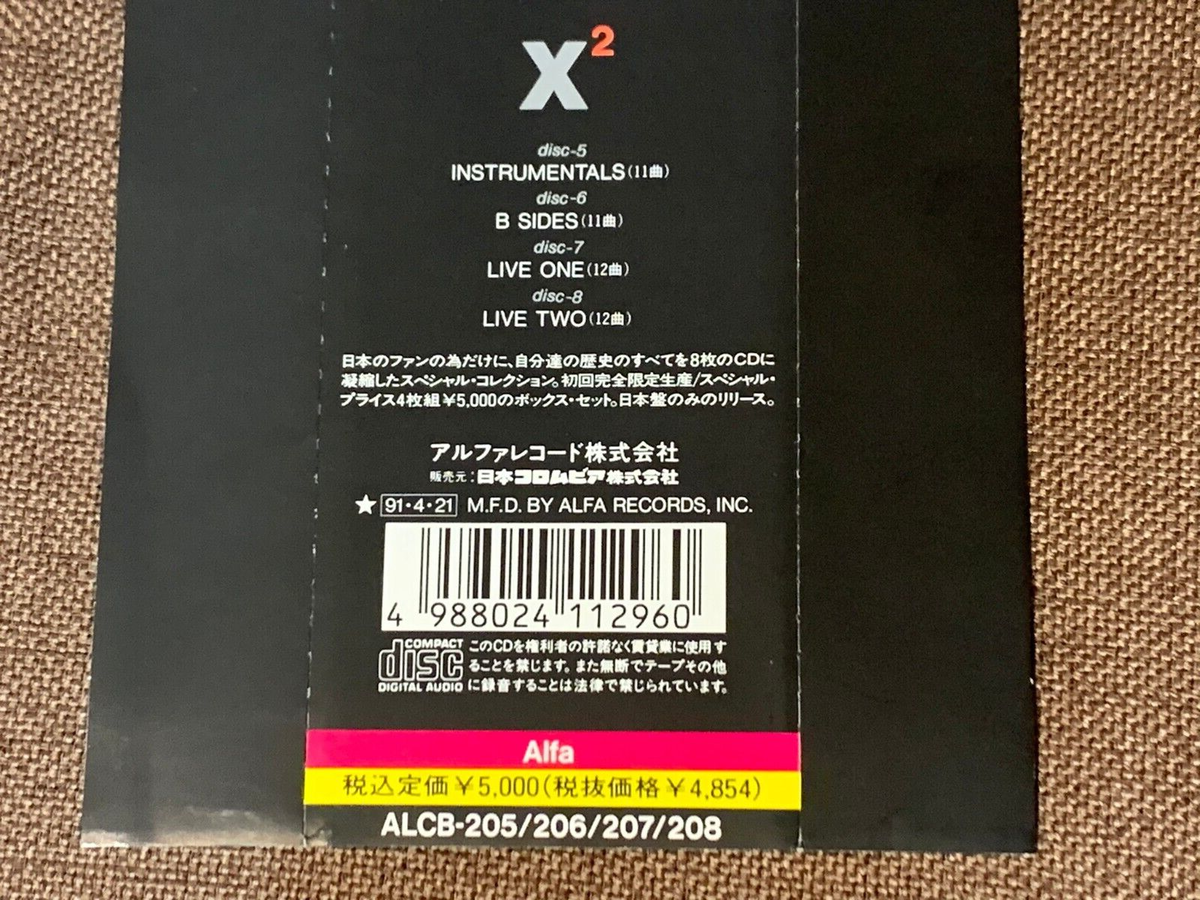 X²
disc-5
INSTRUMENTALS(11曲)
disc-6
B SIDES(11曲)
disc-7
LIVE ONE(12曲)
disc-8
LIVE TWO(12曲)
日本のファンの為だけに、自分達の歴史のすべてを8枚のCDに
凝縮したスペシャル・コレクション。初回完全限定生産/スペシャル・
プライス4枚組¥5,000のボックス・セット。日本盤のみのリリース。
アルファレコード株式会社
販売元:日本コロムビア株式会社
★ 91・4・21 M.F.D. BY ALFA RECORDS, INC.
4 988024 112960
COMPACT
disc
DIGITAL AUDIO
このCDを権利者の許諾なく賃貸業に使用す
ることを禁じます。また無断でテープその他
に録音することは法律で禁じられています。
Alfa
税込定価¥5,000(税抜価格¥4,854)
ALCB-205/206/207/208